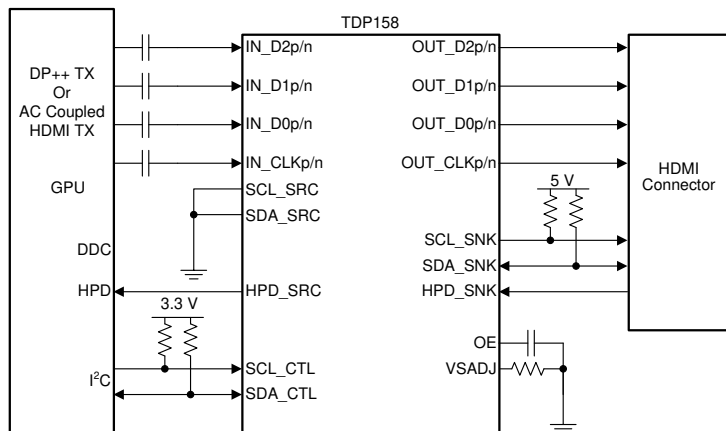 TDP158
DP++ TX
Or
AC Coupled
HDMI TX
GPU
DDC
HPD
I²C
IN_D2p/n
IN_D1p/n
IN_D0p/n
IN_CLKp/n
SCL_SRC
SDA_SRC
HPD_SRC
3.3 V
SCL_CTL
SDA_CTL
OUT_D2p/n
OUT_D1p/n
OUT_D0p/n
OUT_CLKp/n
5 V
SCL_SNK
SDA_SNK
HPD_SNK
OE
VSADJ
HDMI
Connector